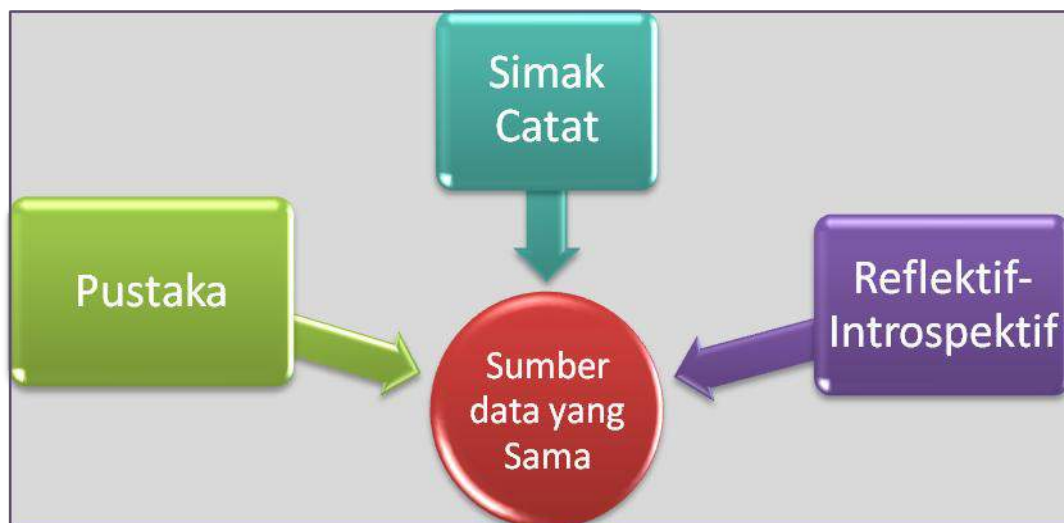 Simak
Catat
Pustaka
Reflektif-
Introspektif
Sumber
data yang
Sama